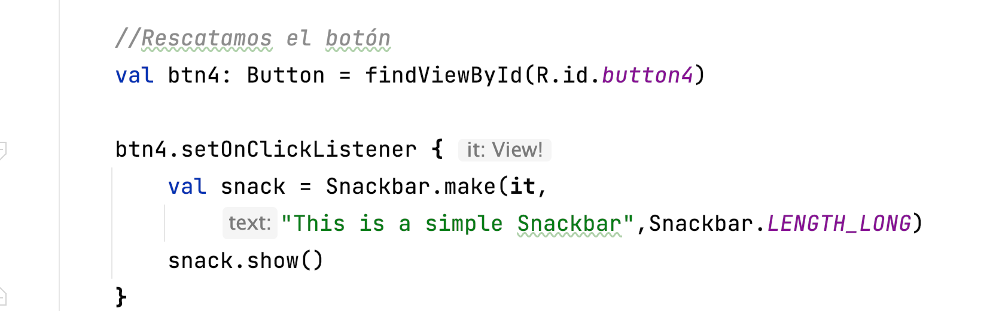 //Rescatamos el botón
val btn4: Button = findViewById(R.id.button4)
btn4.setOnClickListener { it: View!
val snack = Snackbar.make(it,
text: "This is a simple Snackbar",Snackbar.LENGTH_LONG)
snack.show()
}